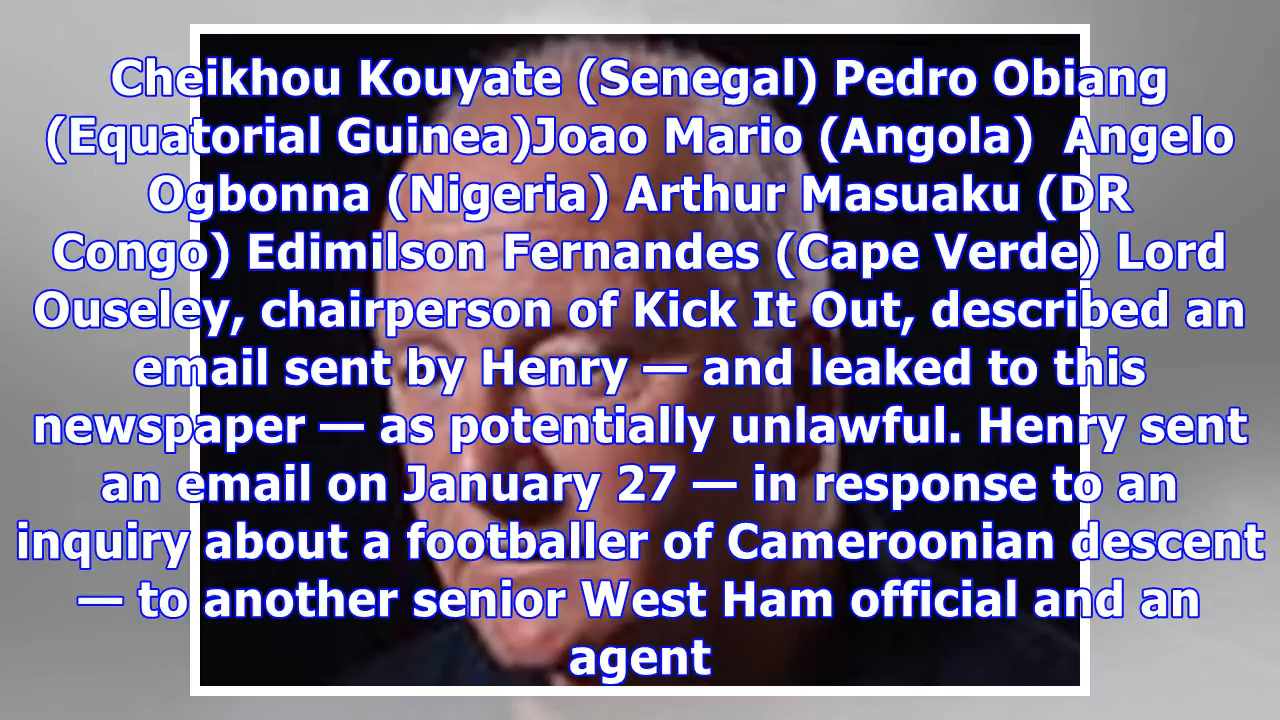 Cheikhou Kouyate (Senegal) Pedro Obiang
(Equatorial Guinea)Joao Mario (Angola)  Angelo
Ogbonna (Nigeria) Arthur Masuaku (DR
Congo) Edimilson Fernandes (Cape Verde) Lord
Ouseley, chairperson of Kick It Out, described an
email sent by Henry — and leaked to this
newspaper — as potentially unlawful. Henry sent
an email on January 27 — in response to an
inquiry about a footballer of Cameroonian descent
— to another senior West Ham official and an
agent